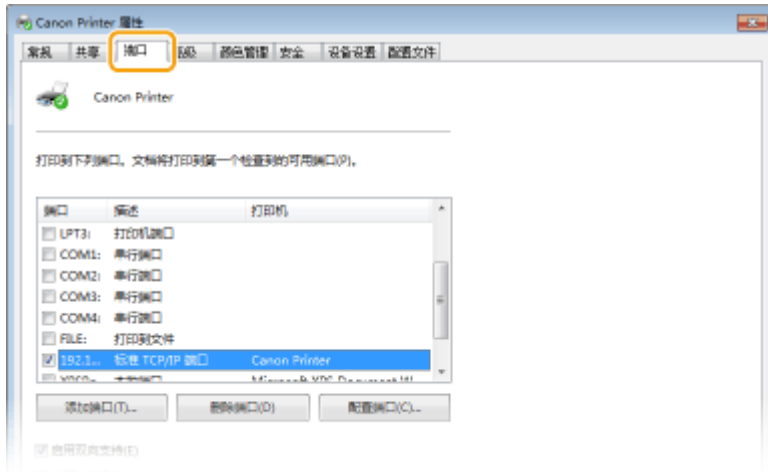 Canon Printer 属性
常规 共享 端口 高级 颜色管理 安全 设备设置 配置文件
Canon Printer
打印到下列端口。文档将打印到第一个检查到的可用端口(P)。
端口 描述 打印机
LPT3: 打印机端口
COM1: 串行端口
COM2: 串行端口
COM3: 串行端口
COM4: 串行端口
FILE: 打印到文件
192.1... 标准 TCP/IP 端口 Canon Printer
添加端口(T)... 删除端口(D) 配置端口(C)...
启用双向支持(E)